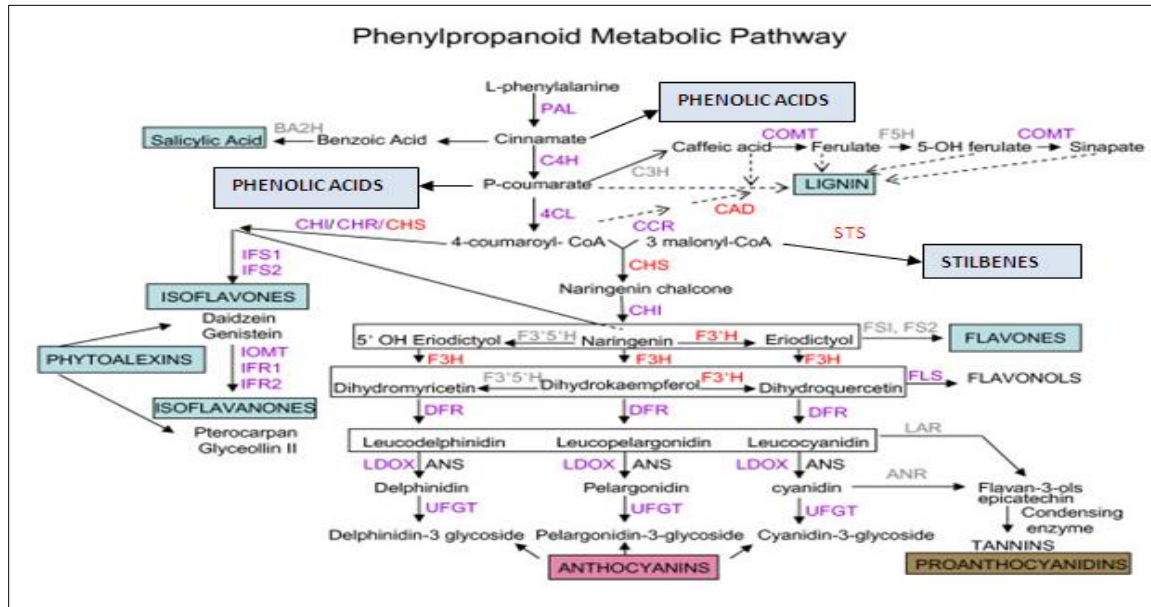 Phenylpropanoid Metabolic Pathway
L-phenylalanine
PAL
PHENOLIC ACIDS
Salicylic Acid
BA2H
Benzoic Acid
Cinnamate
COMT
F5H
COMT
Caffeic acid
Ferulate
5-OH ferulate
Sinapate
C4H
C3H
PHENOLIC ACIDS
P-coumarate
LIGNIN
4CL
CCR
CAD
CHI/CHR/CHS
4-coumaroyl- CoA
3 malonyl-CoA
STS
STILBENES
IFS1
IFS2
CHS
Naringenin chalcone
CHI
ISOFLAVONES
Daidzein
Genistein
5' OH Eriodictyol
F3'5'H
Naringenin
F3'H
Eriodictyol
FSI, FS2
FLAVONES
PHYTOALEXINS
IOMT
IFR1
IFR2
F3H
F3H
F3H
Dihydromyricetin
F3'5'H
Dihydrokaempferol
F3'H
Dihydroquercetin
FLS
FLAVONOLS
ISOFLAVANONES
Pterocarpan
Glyceollin II
DFR
DFR
DFR
Leucodelphinidin
Leucopelargonidin
Leucocyanidin
LAR
LDOX ANS
LDOX ANS
LDOX ANS
Delphinidin
Pelargonidin
cyanidin
ANR
Flavan-3-ols
epicatechin
UFGT
UFGT
UFGT
Condensing
enzyme
Delphinidin-3 glycoside
Pelargonidin-3-glycoside
Cyanidin-3-glycoside
TANNINS
ANTHOCYANINS
PROANTHOCYANIDINS